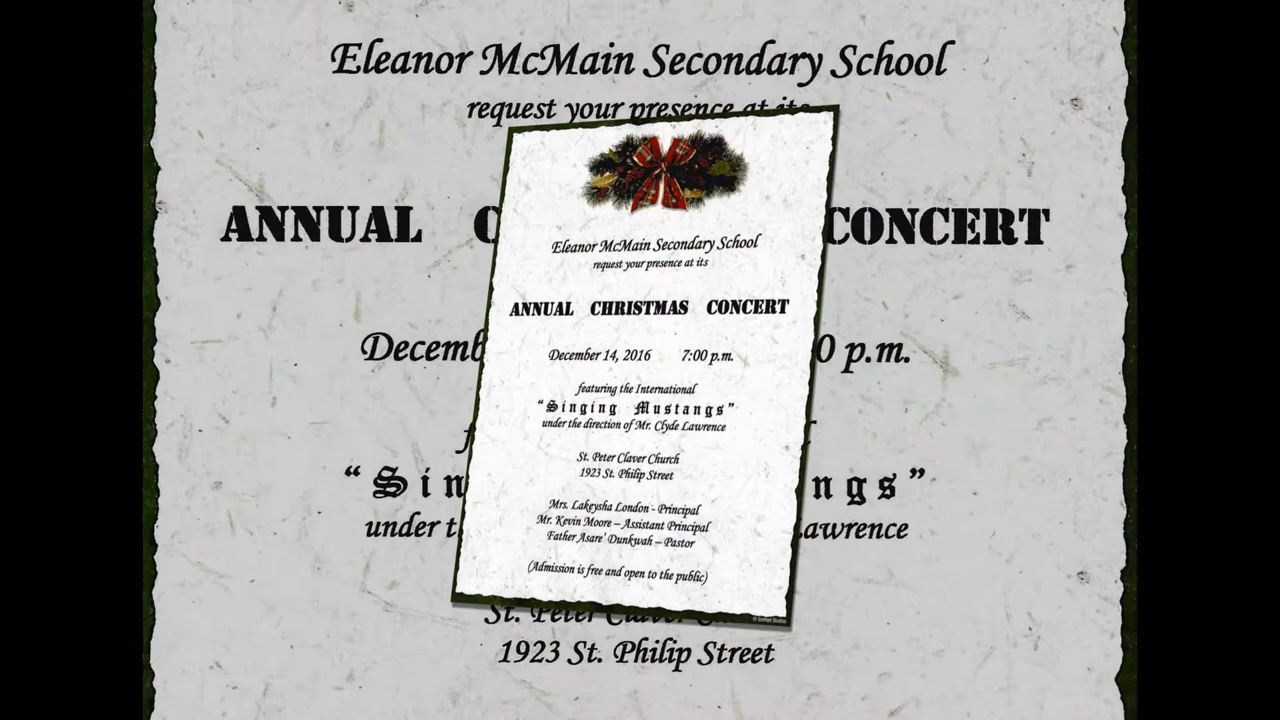 Eleanor McMain Secondary School
request your presence at its
ANNUAL C CONCERT
Decemb 0 p.m.
“Sin ngs”
under t awrence
St. Peter Claver
1923 St. Philip Street
Eleanor McMain Secondary School
request your presence at its
ANNUAL CHRISTMAS CONCERT
December 14, 2016 7:00 p.m.
featuring the International
“Singing Mustangs”
under the direction of Mr. Clyde Lawrence
St. Peter Claver Church
1923 St. Philip Street
Mrs. Lakeysha London - Principal
Mr. Kevin Moore – Assistant Principal
Father Asare' Dunkwah – Pastor
(Admission is free and open to the public)